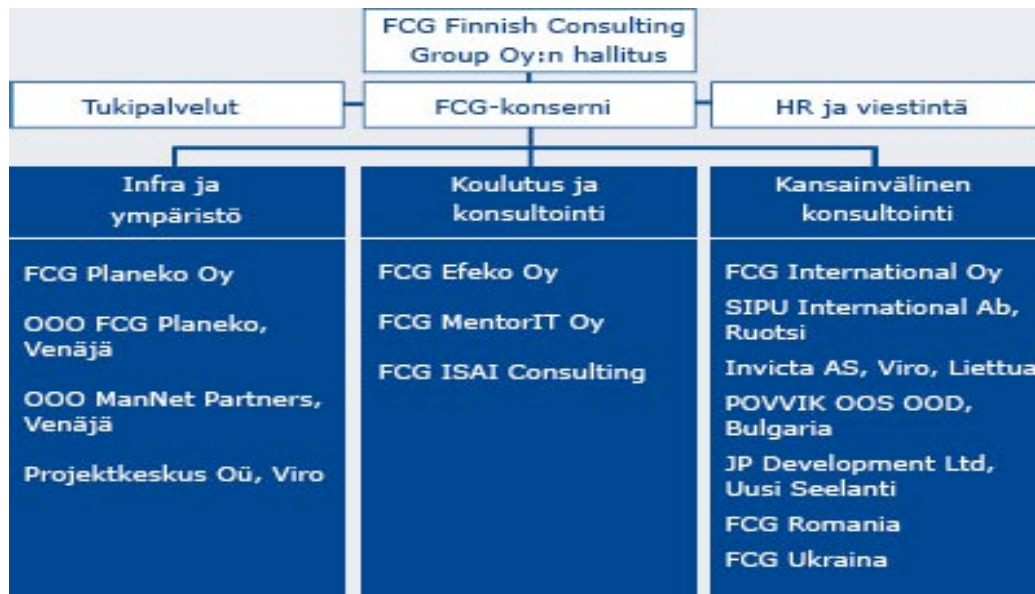 FCG Finnish Consulting
Group Oy:n hallitus
Tukipalvelut
FCG-konserni
HR ja viestintä
Infra ja
ympäristö
FCG Planeko Oy
OOO FCG Planeko,
Venäjä
OOO ManNet Partners,
Venäjä
Projektkeskus Oü, Viro
Koulutus ja
konsultointi
FCG Efeko Oy
FCG MentorIT Oy
FCG ISAI Consulting
Kansainvälinen
konsultointi
FCG International Oy
SIPU International Ab,
Ruotsi
Invicta AS, Viro, Liettua
POVVIK OOS OOD,
Bulgaria
JP Development Ltd,
Uusi Seelanti
FCG Romania
FCG Ukraina